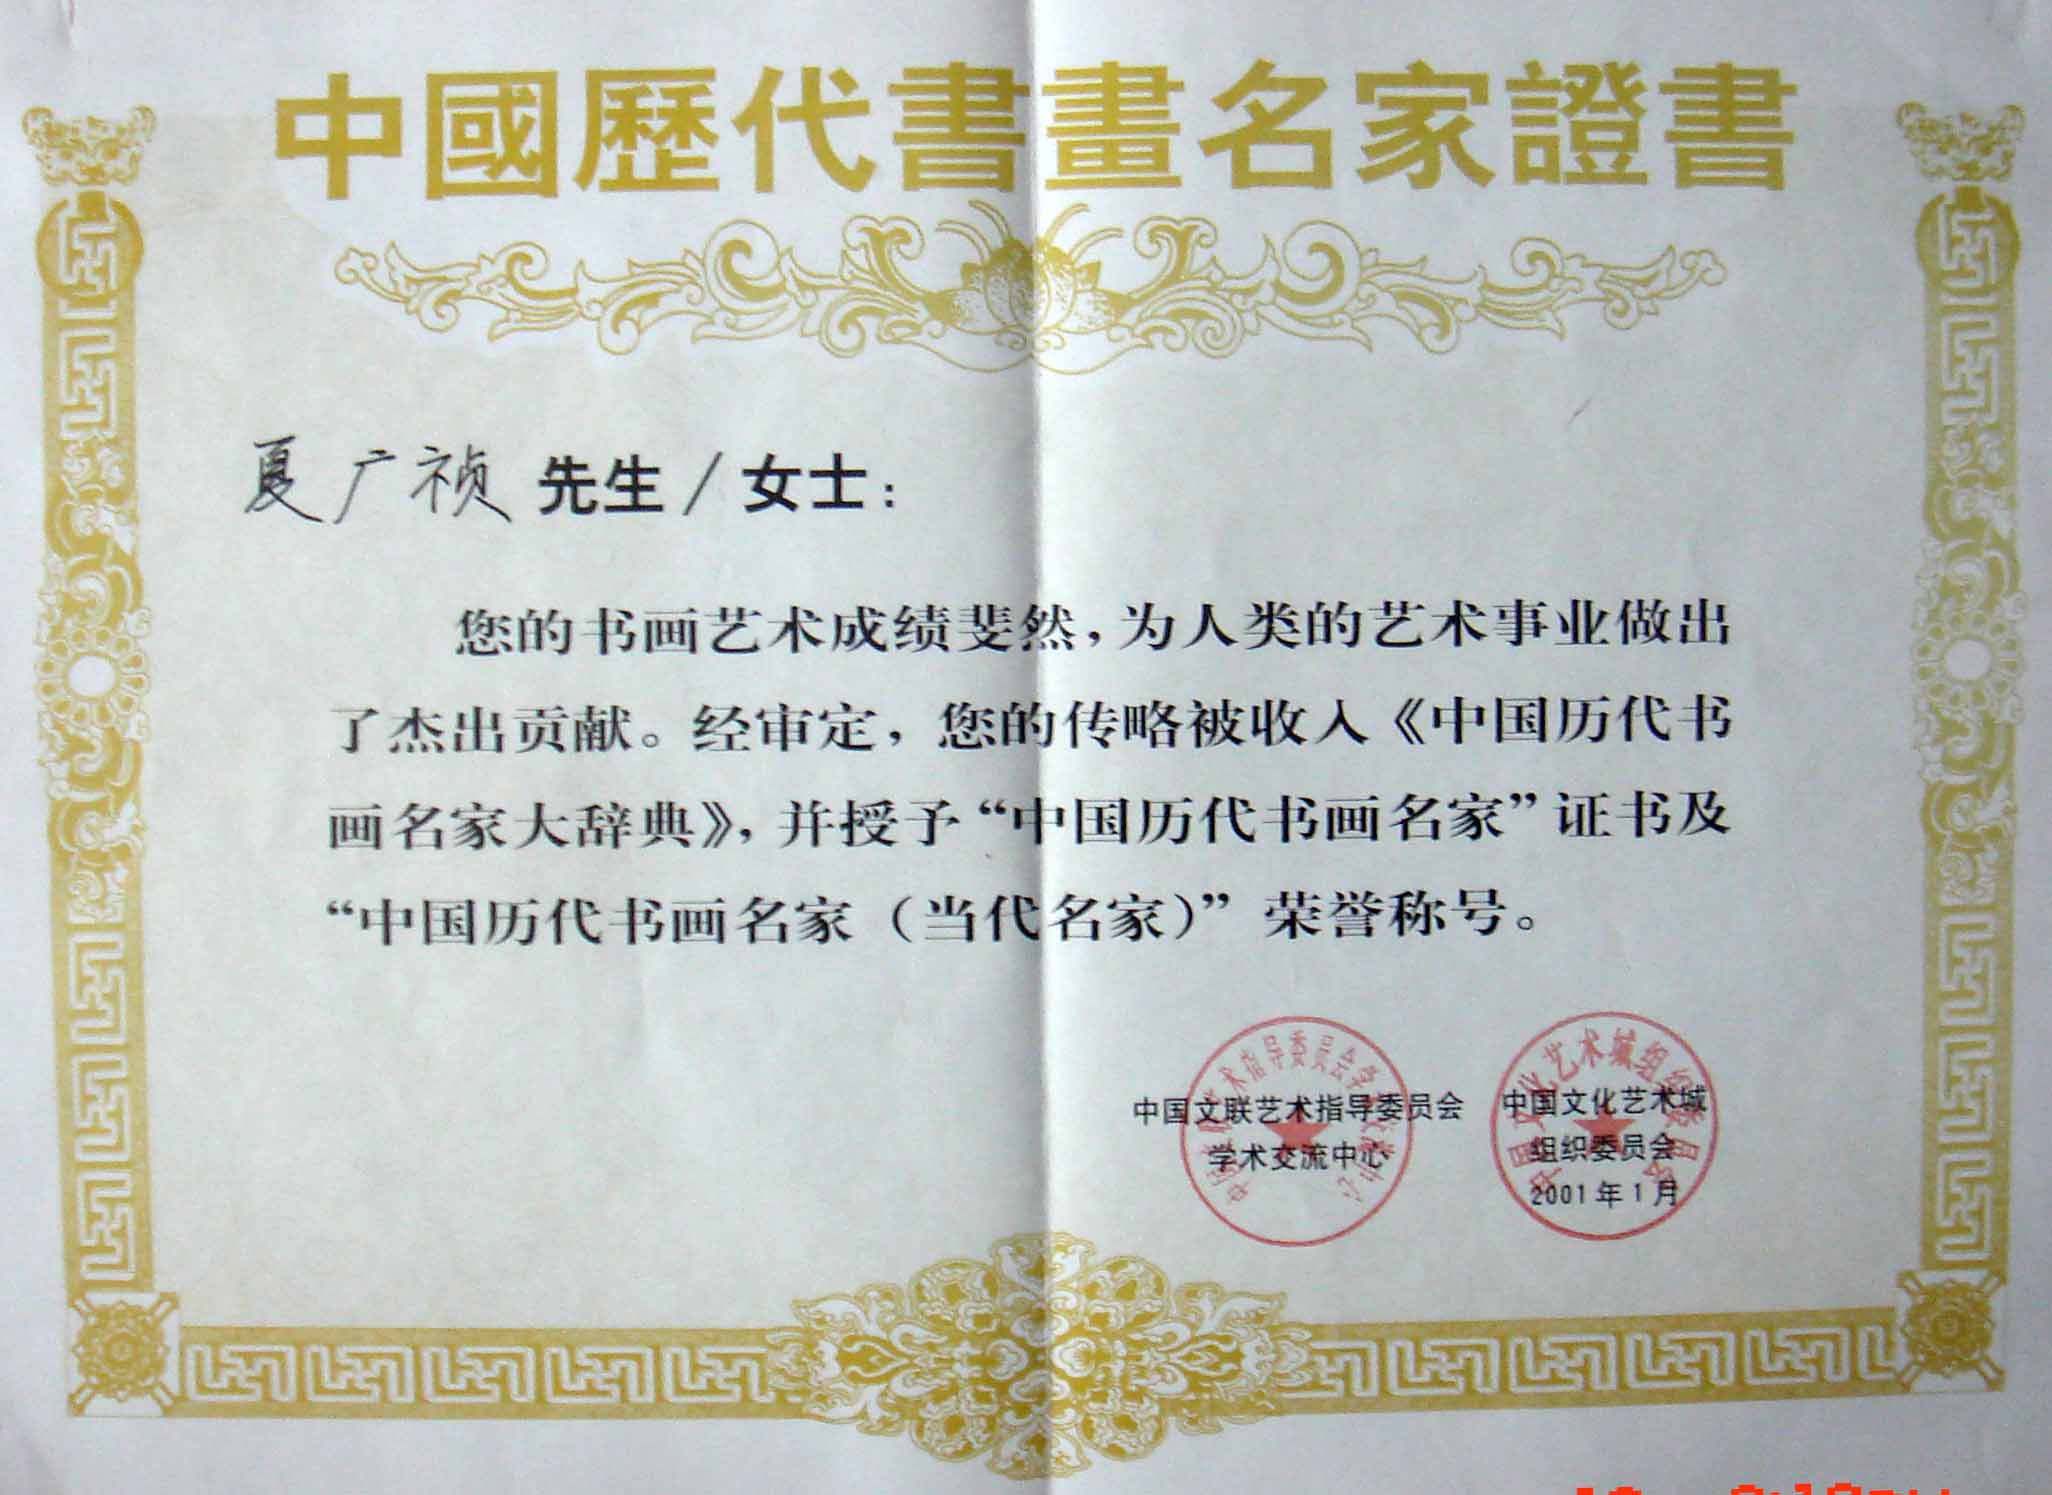 中國歷代書畫名家證書
夏广祯 先生 / 女士：
您的书画艺术成绩斐然，为人类的艺术事业做出
了杰出贡献。经审定，您的传略被收入《中国历代书
画名家大辞典》，并授予“中国历代书画名家”证书及
“中国历代书画名家（当代名家）”荣誉称号。
中国文联艺术指导委员会
学术交流中心
中国文化艺术城
组织委员会
2001年1月